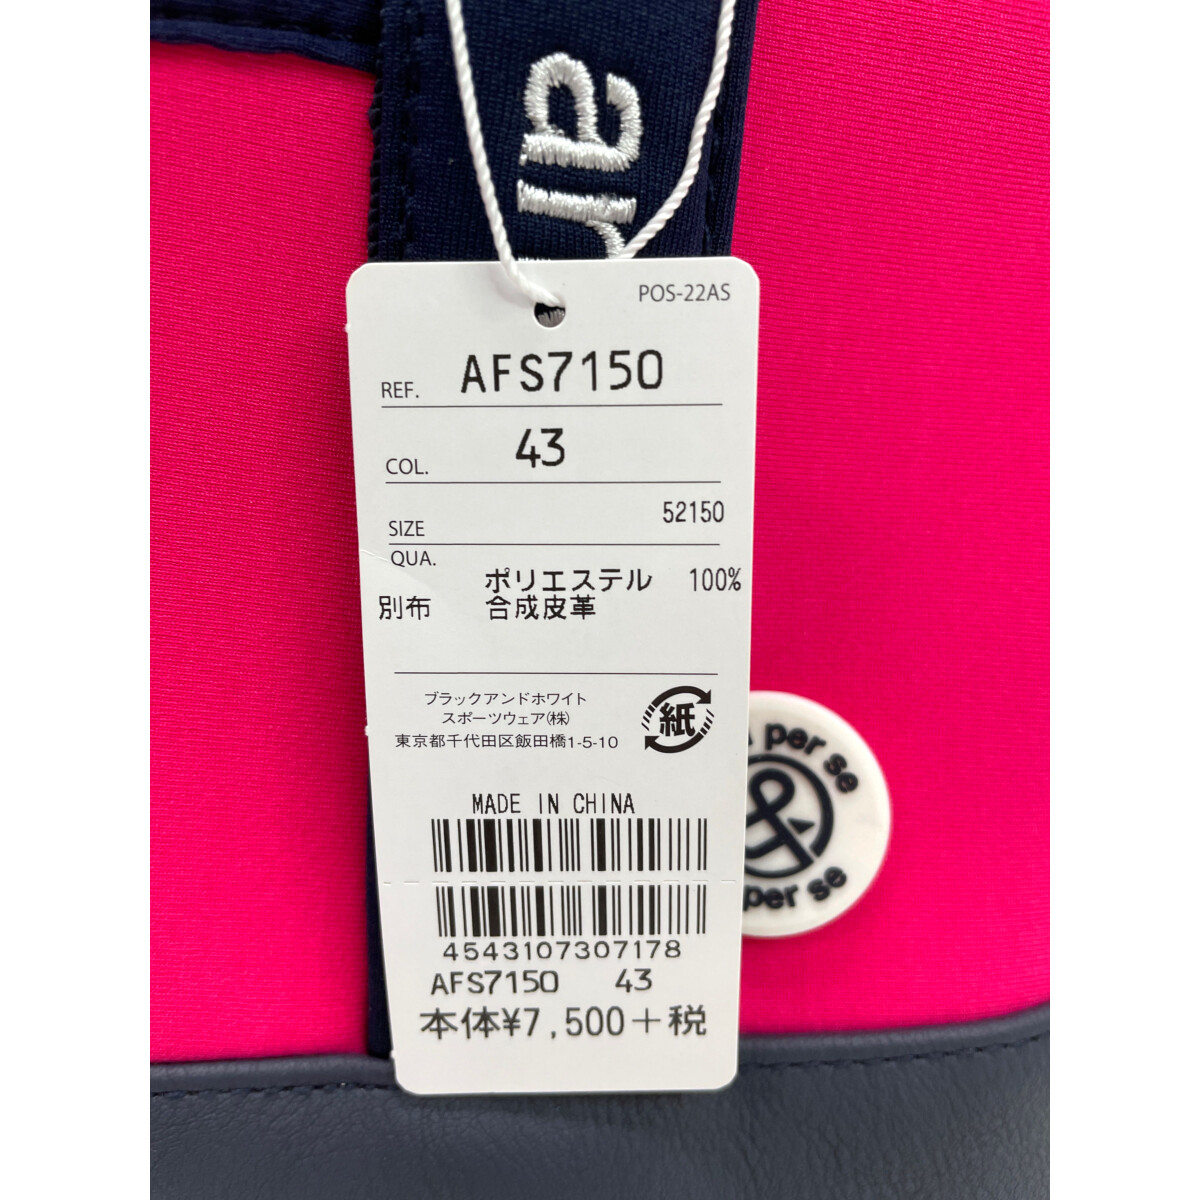 POS-22AS
REF. AFS7150
COL. 43
SIZE 52150
QUA.
ポリエステル 100%
別布 合成皮革
ブラックアンドホワイト
スポーツウェア(株)
東京都千代田区飯田橋1-5-10
紙
MADE IN CHINA
4543107307178
AFS7150 43
本体¥7,500+税
per se
per se